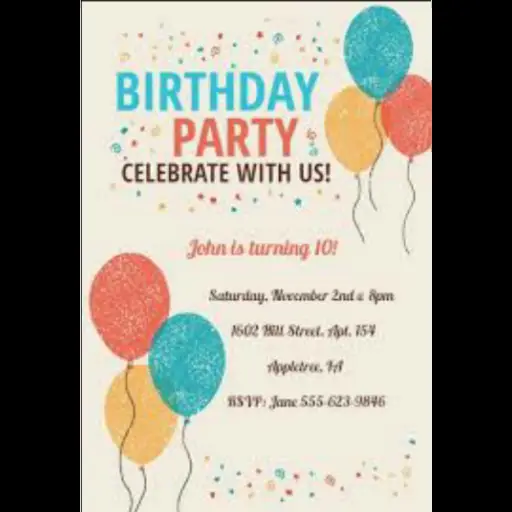 BIRTHDAY
PARTY
CELEBRATE WITH US!
John is turning 10!
Saturday, November 2nd @ 8pm
1602 Hill Street, Apt. 154
Appletree, IA
RSVP: Jane 555-623-9846